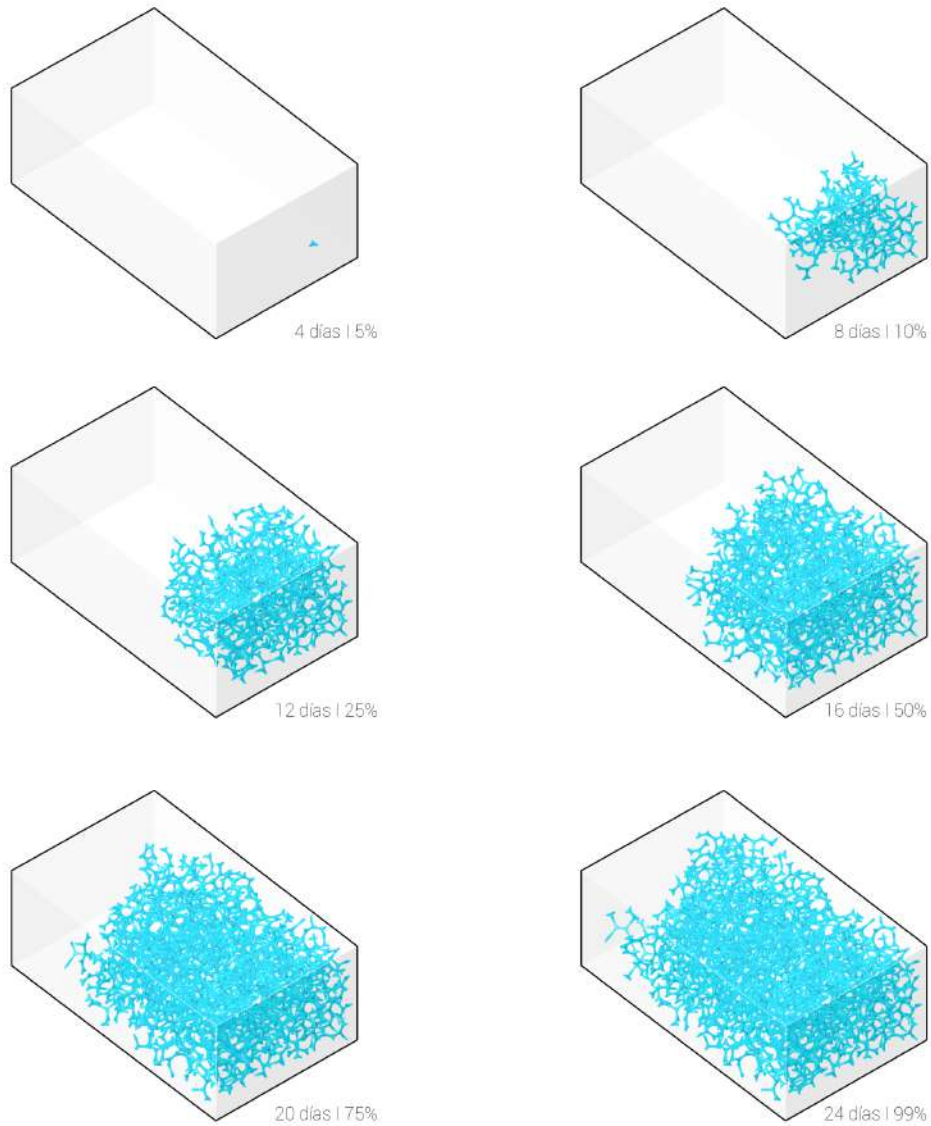 4 días | 5%
8 días | 10%
12 días | 25%
16 días | 50%
20 días | 75%
24 días | 99%